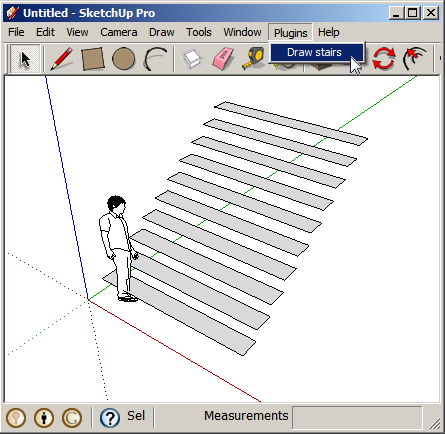 Untitled - SketchUp Pro
File Edit View Camera Draw Tools Window Plugins Help
Draw stairs
Sel Measurements